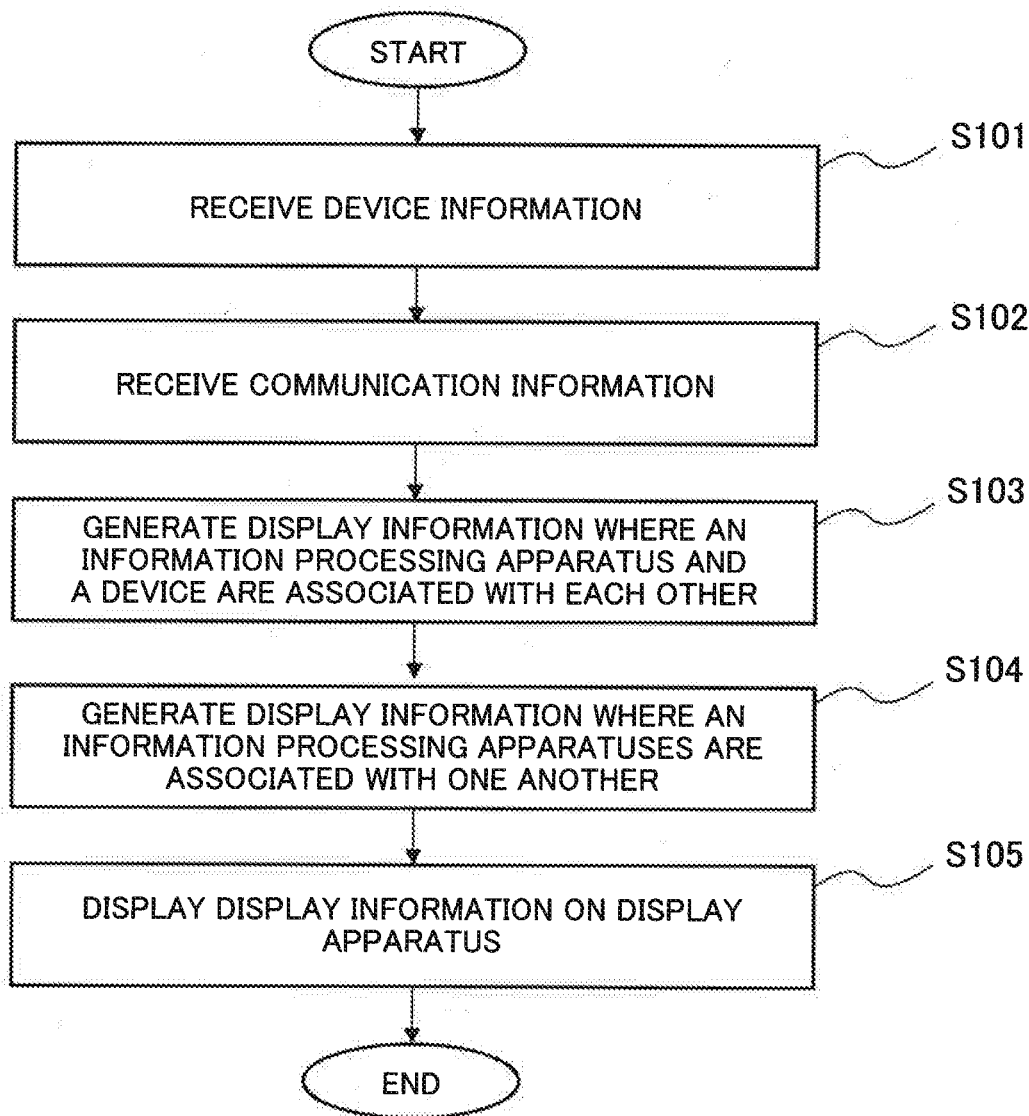 START
S101
RECEIVE DEVICE INFORMATION
S102
RECEIVE COMMUNICATION INFORMATION
S103
GENERATE DISPLAY INFORMATION WHERE AN
INFORMATION PROCESSING APPARATUS AND
A DEVICE ARE ASSOCIATED WITH EACH OTHER
S104
GENERATE DISPLAY INFORMATION WHERE AN
INFORMATION PROCESSING APPARATUSES ARE
ASSOCIATED WITH ONE ANOTHER
S105
DISPLAY DISPLAY INFORMATION ON DISPLAY
APPARATUS
END